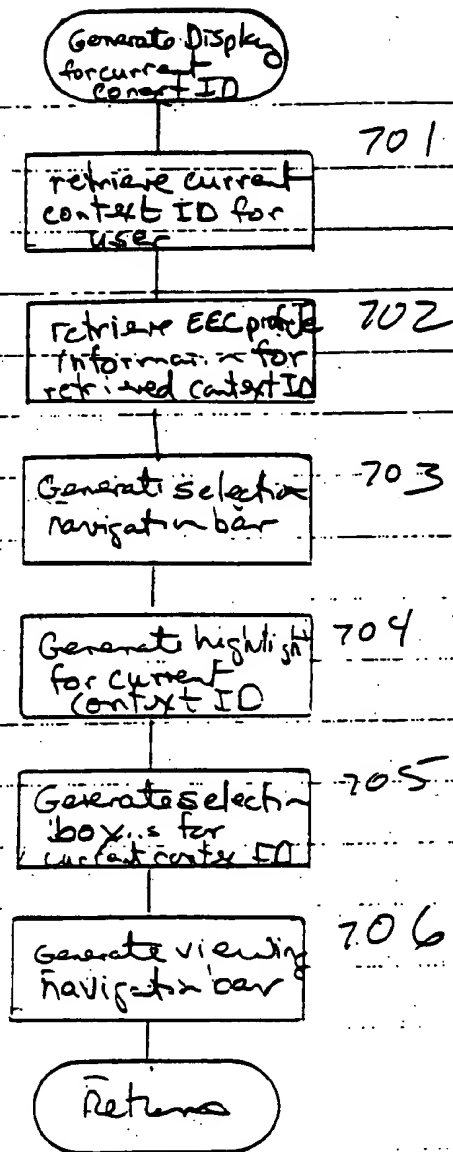 Generate Display
for current
conext ID
701
retrieve current
context ID for
user
702
retrieve EEC profile
information for
retrieved context ID
703
Generate selection
navigation bar
704
Generate highlight
for current
context ID
705
Generate selection
boxes for
current contex ID
706
Generate viewing
navigation bar
Return